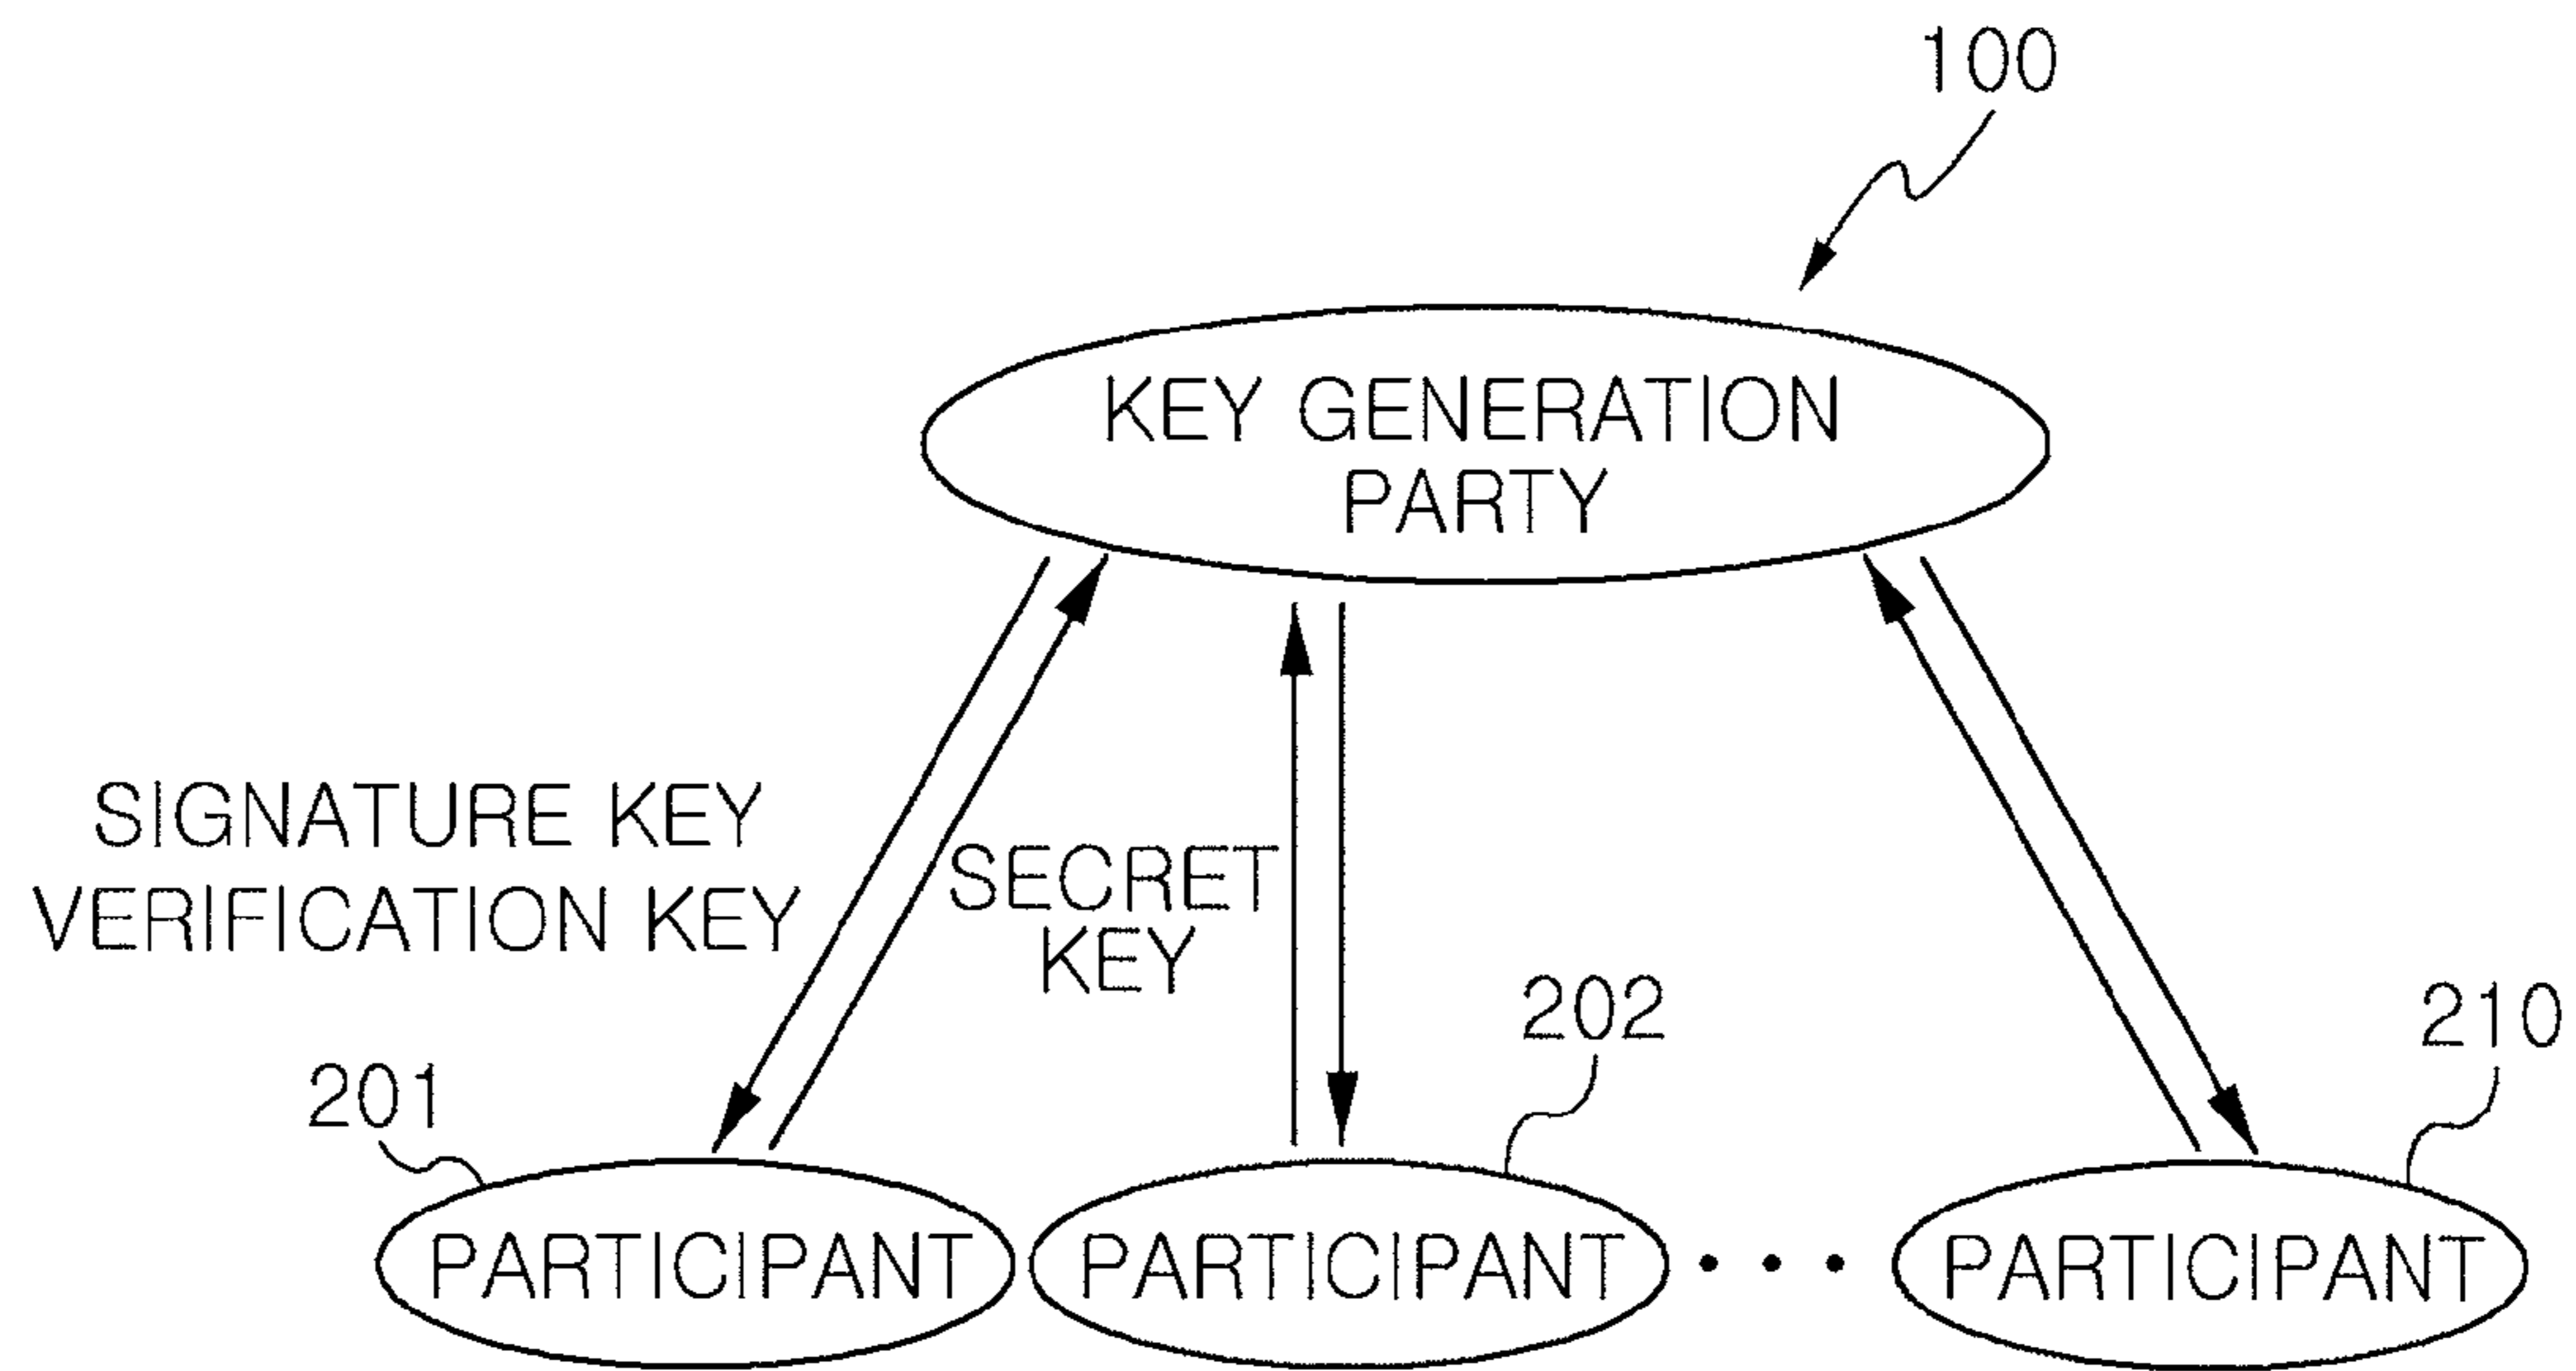 100
KEY GENERATION
PARTY
SIGNATURE KEY
VERIFICATION KEY
SECRET
KEY
201
202
210
PARTICIPANT
PARTICIPANT
• • •
PARTICIPANT